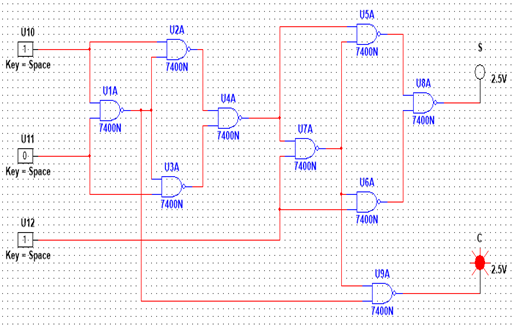 U10
1
Key = Space
U11
0
Key = Space
U12
1
Key = Space
U1A
7400N
U2A
7400N
U3A
7400N
U4A
7400N
U7A
7400N
U5A
7400N
U6A
7400N
U8A
7400N
U9A
7400N
S
2.5V
C
2.5V